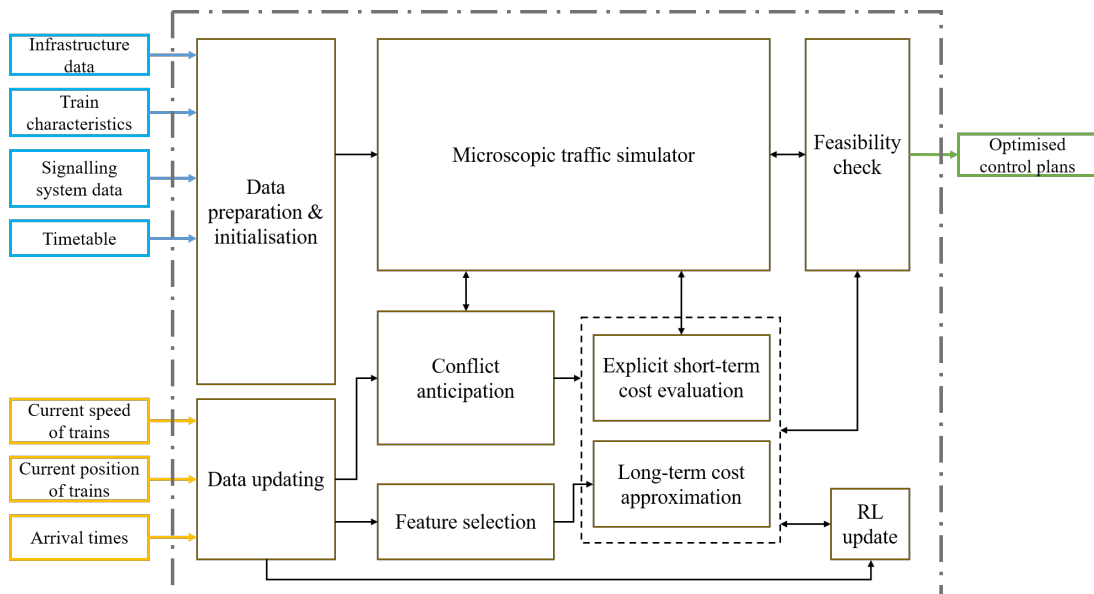 Infrastructure
data
Train
characteristics
Signalling
system data
Timetable
Data
preparation &
initialisation
Microscopic traffic simulator
Feasibility
check
Optimised
control plans
Conflict
anticipation
Explicit short-term
cost evaluation
Current speed
of trains
Current position
of trains
Arrival times
Data updating
Feature selection
Long-term cost
approximation
RL
update